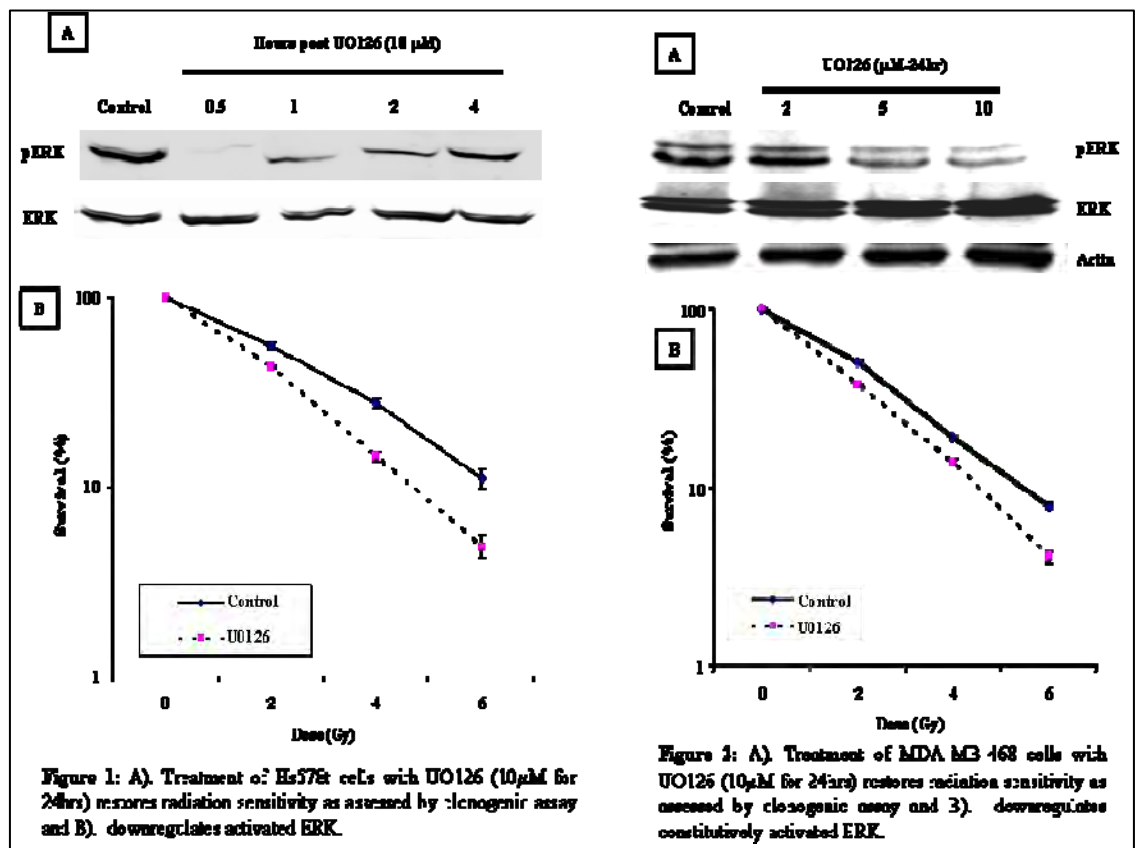 A
Hours post UO126 (10 µM)
Control 0.5 1 2 4
pERK
ERK
B
100
10
1
Survival (%)
Control
U0126
0 2 4 6
Dose (Gy)
Figure 1: A). Treatment of Hs578t cells with UO126 (10µM for
24hrs) restores radiation sensitivity as assessed by clonogenic assay
and B). downregulates activated ERK.
A
UO126 (µM-24hr)
Control 2 5 10
pERK
ERK
Actin
B
100
10
1
Survival (%)
Control
U0126
0 2 4 6
Dose (Gy)
Figure 2: A). Treatment of MDA MB 468 cells with
UO126 (10µM for 24hrs) restores radiation sensitivity as
assessed by clonogenic assay and B). downregulates
constitutively activated ERK.